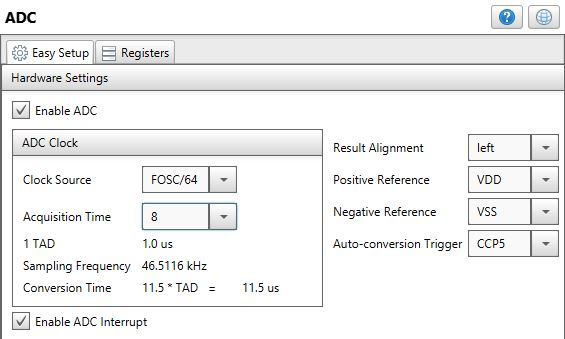 ADC
Easy Setup Registers
Hardware Settings
Enable ADC
ADC Clock
Clock Source FOSC/64
Acquisition Time 8
1 TAD 1.0 us
Sampling Frequency 46.5116 kHz
Conversion Time 11.5 * TAD = 11.5 us
Result Alignment left
Positive Reference VDD
Negative Reference VSS
Auto-conversion Trigger CCP5
Enable ADC Interrupt